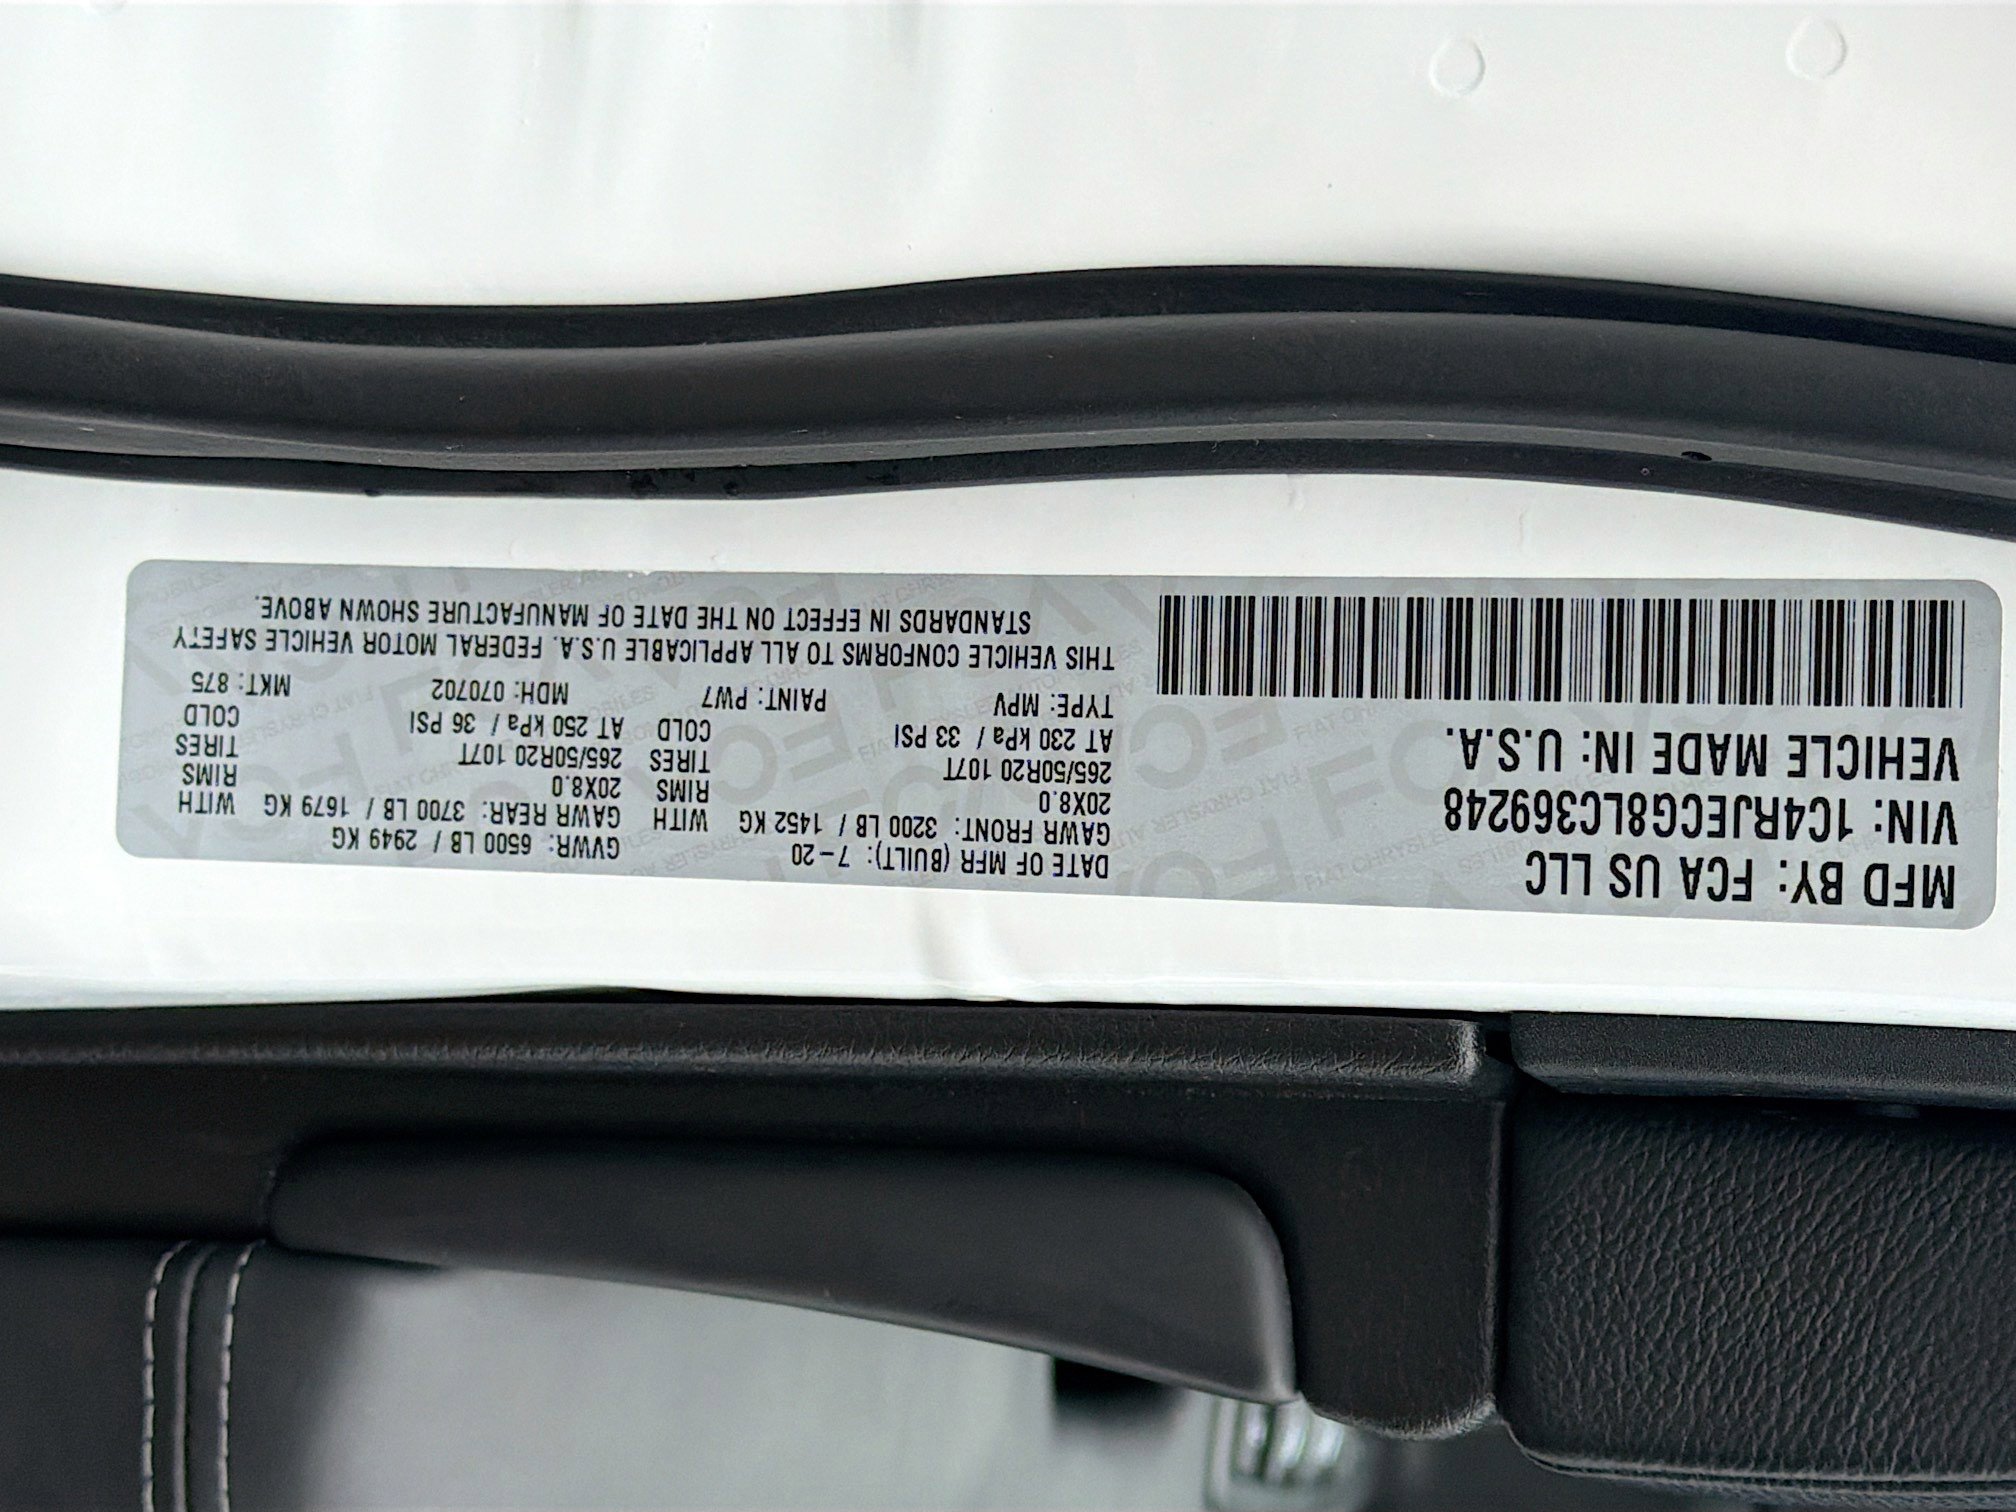 MFD BY: FCA US LLC
VIN: 1C4RJECG8LC369248
VEHICLE MADE IN: U.S.A.
DATE OF MFR (BUILT): 7-20 GVWR: 6500 LB / 2949 KG
GAWR FRONT: 3200 LB / 1452 KG WITH GAWR REAR: 3700 LB / 1679 KG WITH
20X8.0 RIMS 20X8.0 RIMS
265/50R20 107T TIRES 265/50R20 107T TIRES
AT 230 kPa / 33 PSI COLD AT 250 kPa / 36 PSI COLD
TYPE: MPV PAINT: PW7 MDH: 070702 MKT: 875
THIS VEHICLE CONFORMS TO ALL APPLICABLE U.S.A. FEDERAL MOTOR VEHICLE SAFETY
STANDARDS IN EFFECT ON THE DATE OF MANUFACTURE SHOWN ABOVE.